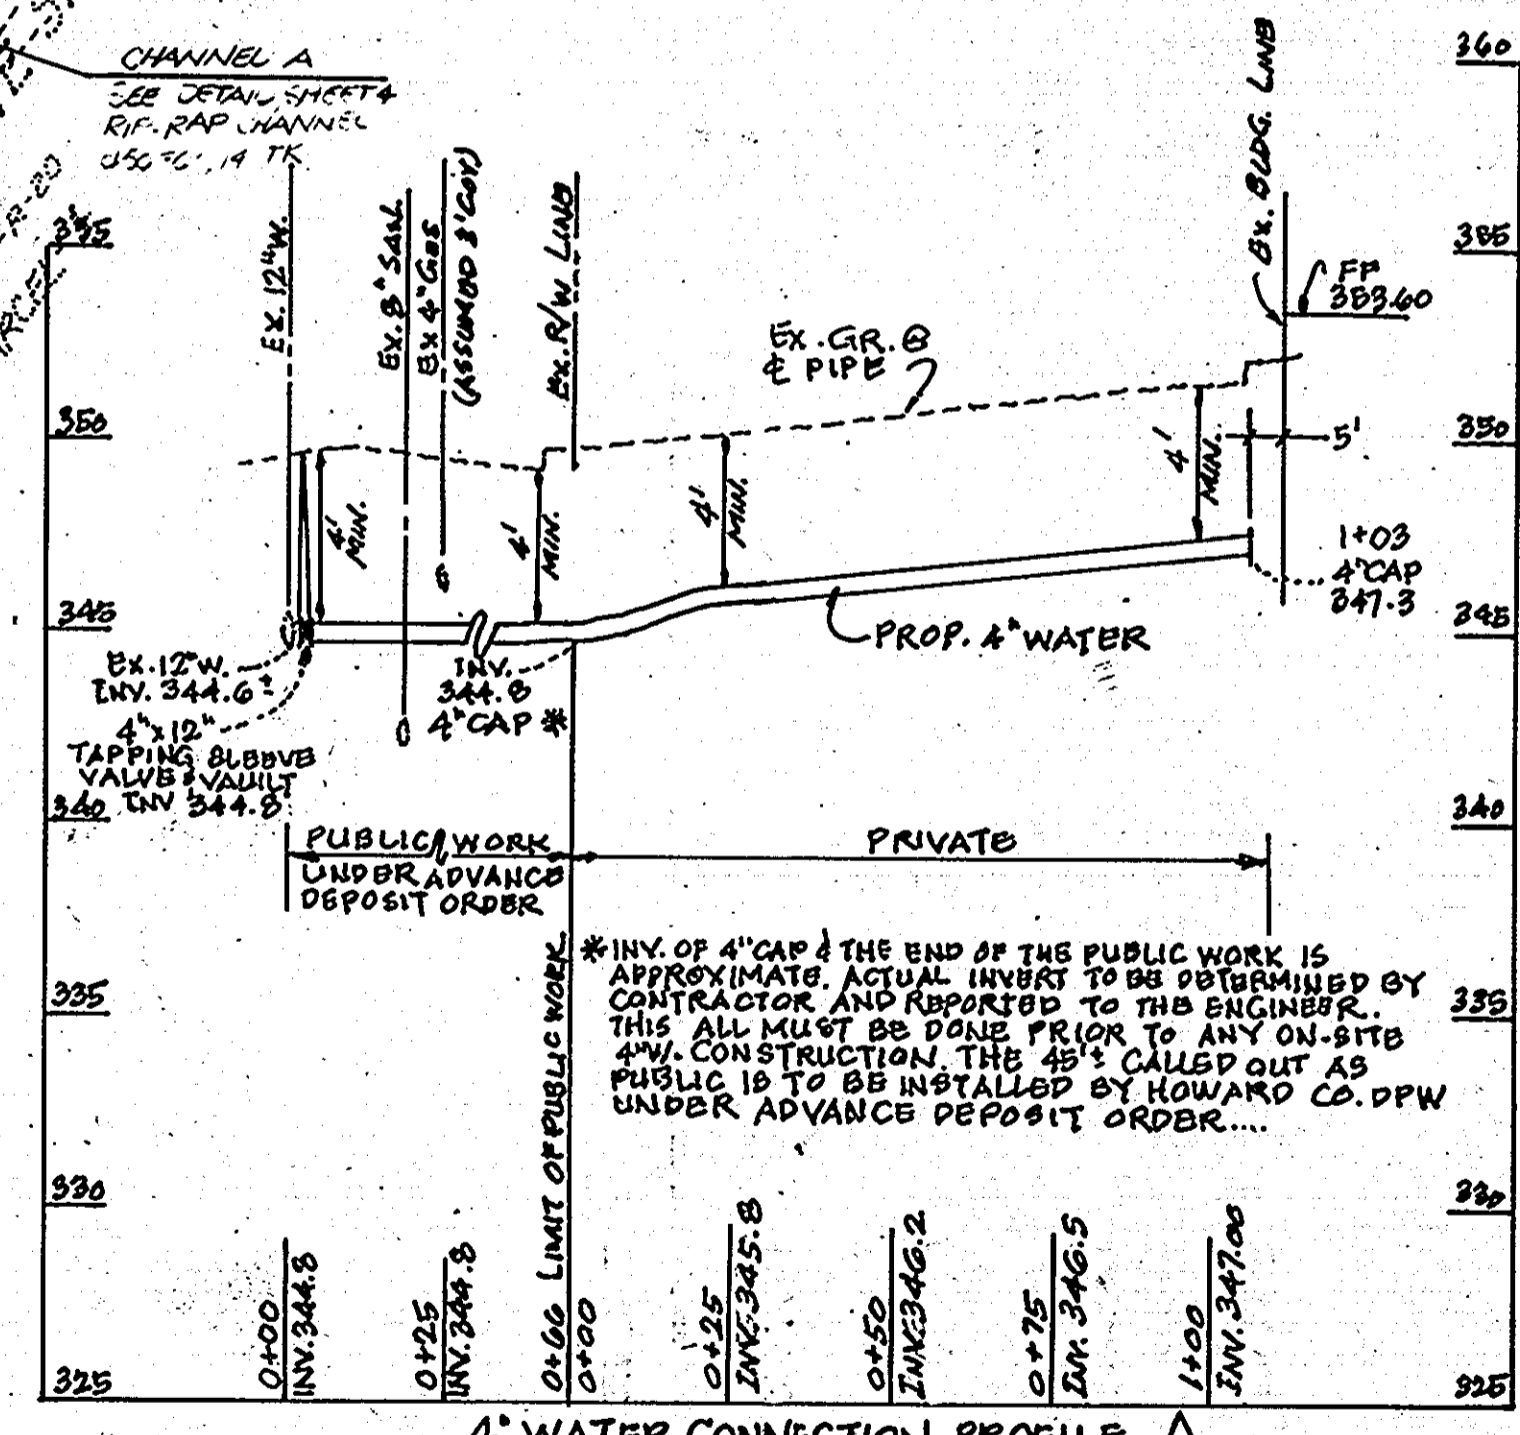 CHANNEL A
SEE DETAIL SHEET 4
RIP-RAP CHANNEL
360
355
355
350
350
345
345
340
340
335
335
330
330
325
325
EX. 12"W.
EX. 8" SAN.
EX 4" GAS
(ASSUMED 3' COV)
EX. R/W LINE
EX. BLDG. LINE
FF
353.60
EX. GR. @
℄ PIPE
4'
MIN.
4'
MIN.
4'
MIN.
4'
MIN.
5'
1+03
4" CAP
347.3
PROP. 4" WATER
EX. 12" W.
INV. 344.6±
4"x12"
TAPPING SLEEVE
VALVE & VAULT
INV 344.8
INV.
344.8
4" CAP *
PUBLIC WORK
UNDER ADVANCE
DEPOSIT ORDER
PRIVATE
* INV. OF 4" CAP @ THE END OF THE PUBLIC WORK IS
APPROXIMATE. ACTUAL INVERT TO BE DETERMINED BY
CONTRACTOR AND REPORTED TO THE ENGINEER.
THIS ALL MUST BE DONE PRIOR TO ANY ON-SITE
4"W. CONSTRUCTION. THE 45'± CALLED OUT AS
PUBLIC IS TO BE INSTALLED BY HOWARD CO. DPW
UNDER ADVANCE DEPOSIT ORDER....
LIMIT OF PUBLIC WORK
0+00
INV. 344.8
0+25
INV. 344.8
0+66
0+00
0+25
INV. 345.8
0+50
INV. 346.2
0+75
INV. 346.5
1+00
INV. 347.00
4" WATER CONNECTION PROFILE